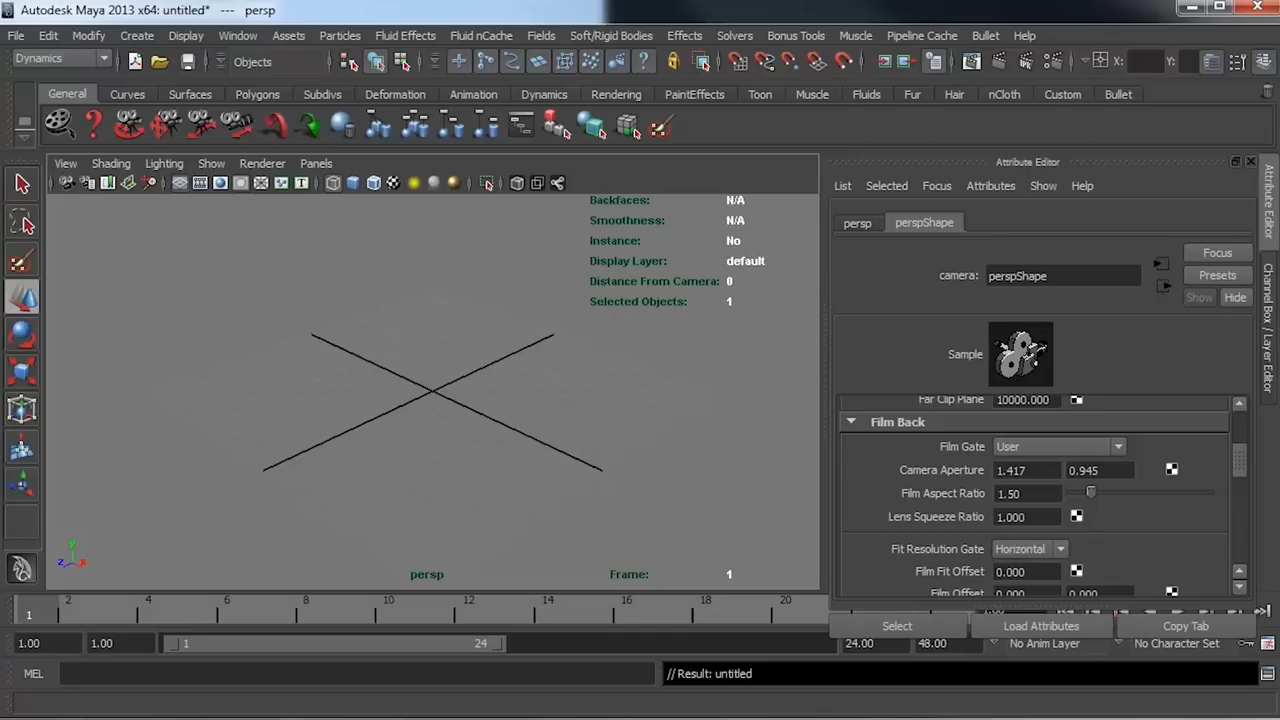 Autodesk Maya 2013 x64: untitled* --- persp
File Edit Modify Create Display Window Assets Particles Fluid Effects Fluid nCache Fields Soft/Rigid Bodies Effects Solvers Bonus Tools Muscle Pipeline Cache Bullet Help
Dynamics Objects X: Y:
General Curves Surfaces Polygons Subdivs Deformation Animation Dynamics Rendering PaintEffects Toon Muscle Fluids Fur Hair nCloth Custom Bullet
View Shading Lighting Show Renderer Panels
Attribute Editor
List Selected Focus Attributes Show Help
persp perspShape
Focus
camera: perspShape
Presets
Show Hide
Sample
Far Clip Plane 10000.000
Film Back
Film Gate User
Camera Aperture 1.417 0.945
Film Aspect Ratio 1.50
Lens Squeeze Ratio 1.000
Fit Resolution Gate Horizontal
Film Fit Offset 0.000
Film Offset 0.000 0.000
Select Load Attributes Copy Tab
Attribute Editor
Channel Box / Layer Editor
Backfaces: N/A
Smoothness: N/A
Instance: No
Display Layer: default
Distance From Camera: 0
Selected Objects: 1
y
z x
persp Frame: 1
1 2 4 6 8 10 12 14 16 18 20
1.00 1.00 1 24 24.00 48.00 No Anim Layer No Character Set
MEL // Result: untitled